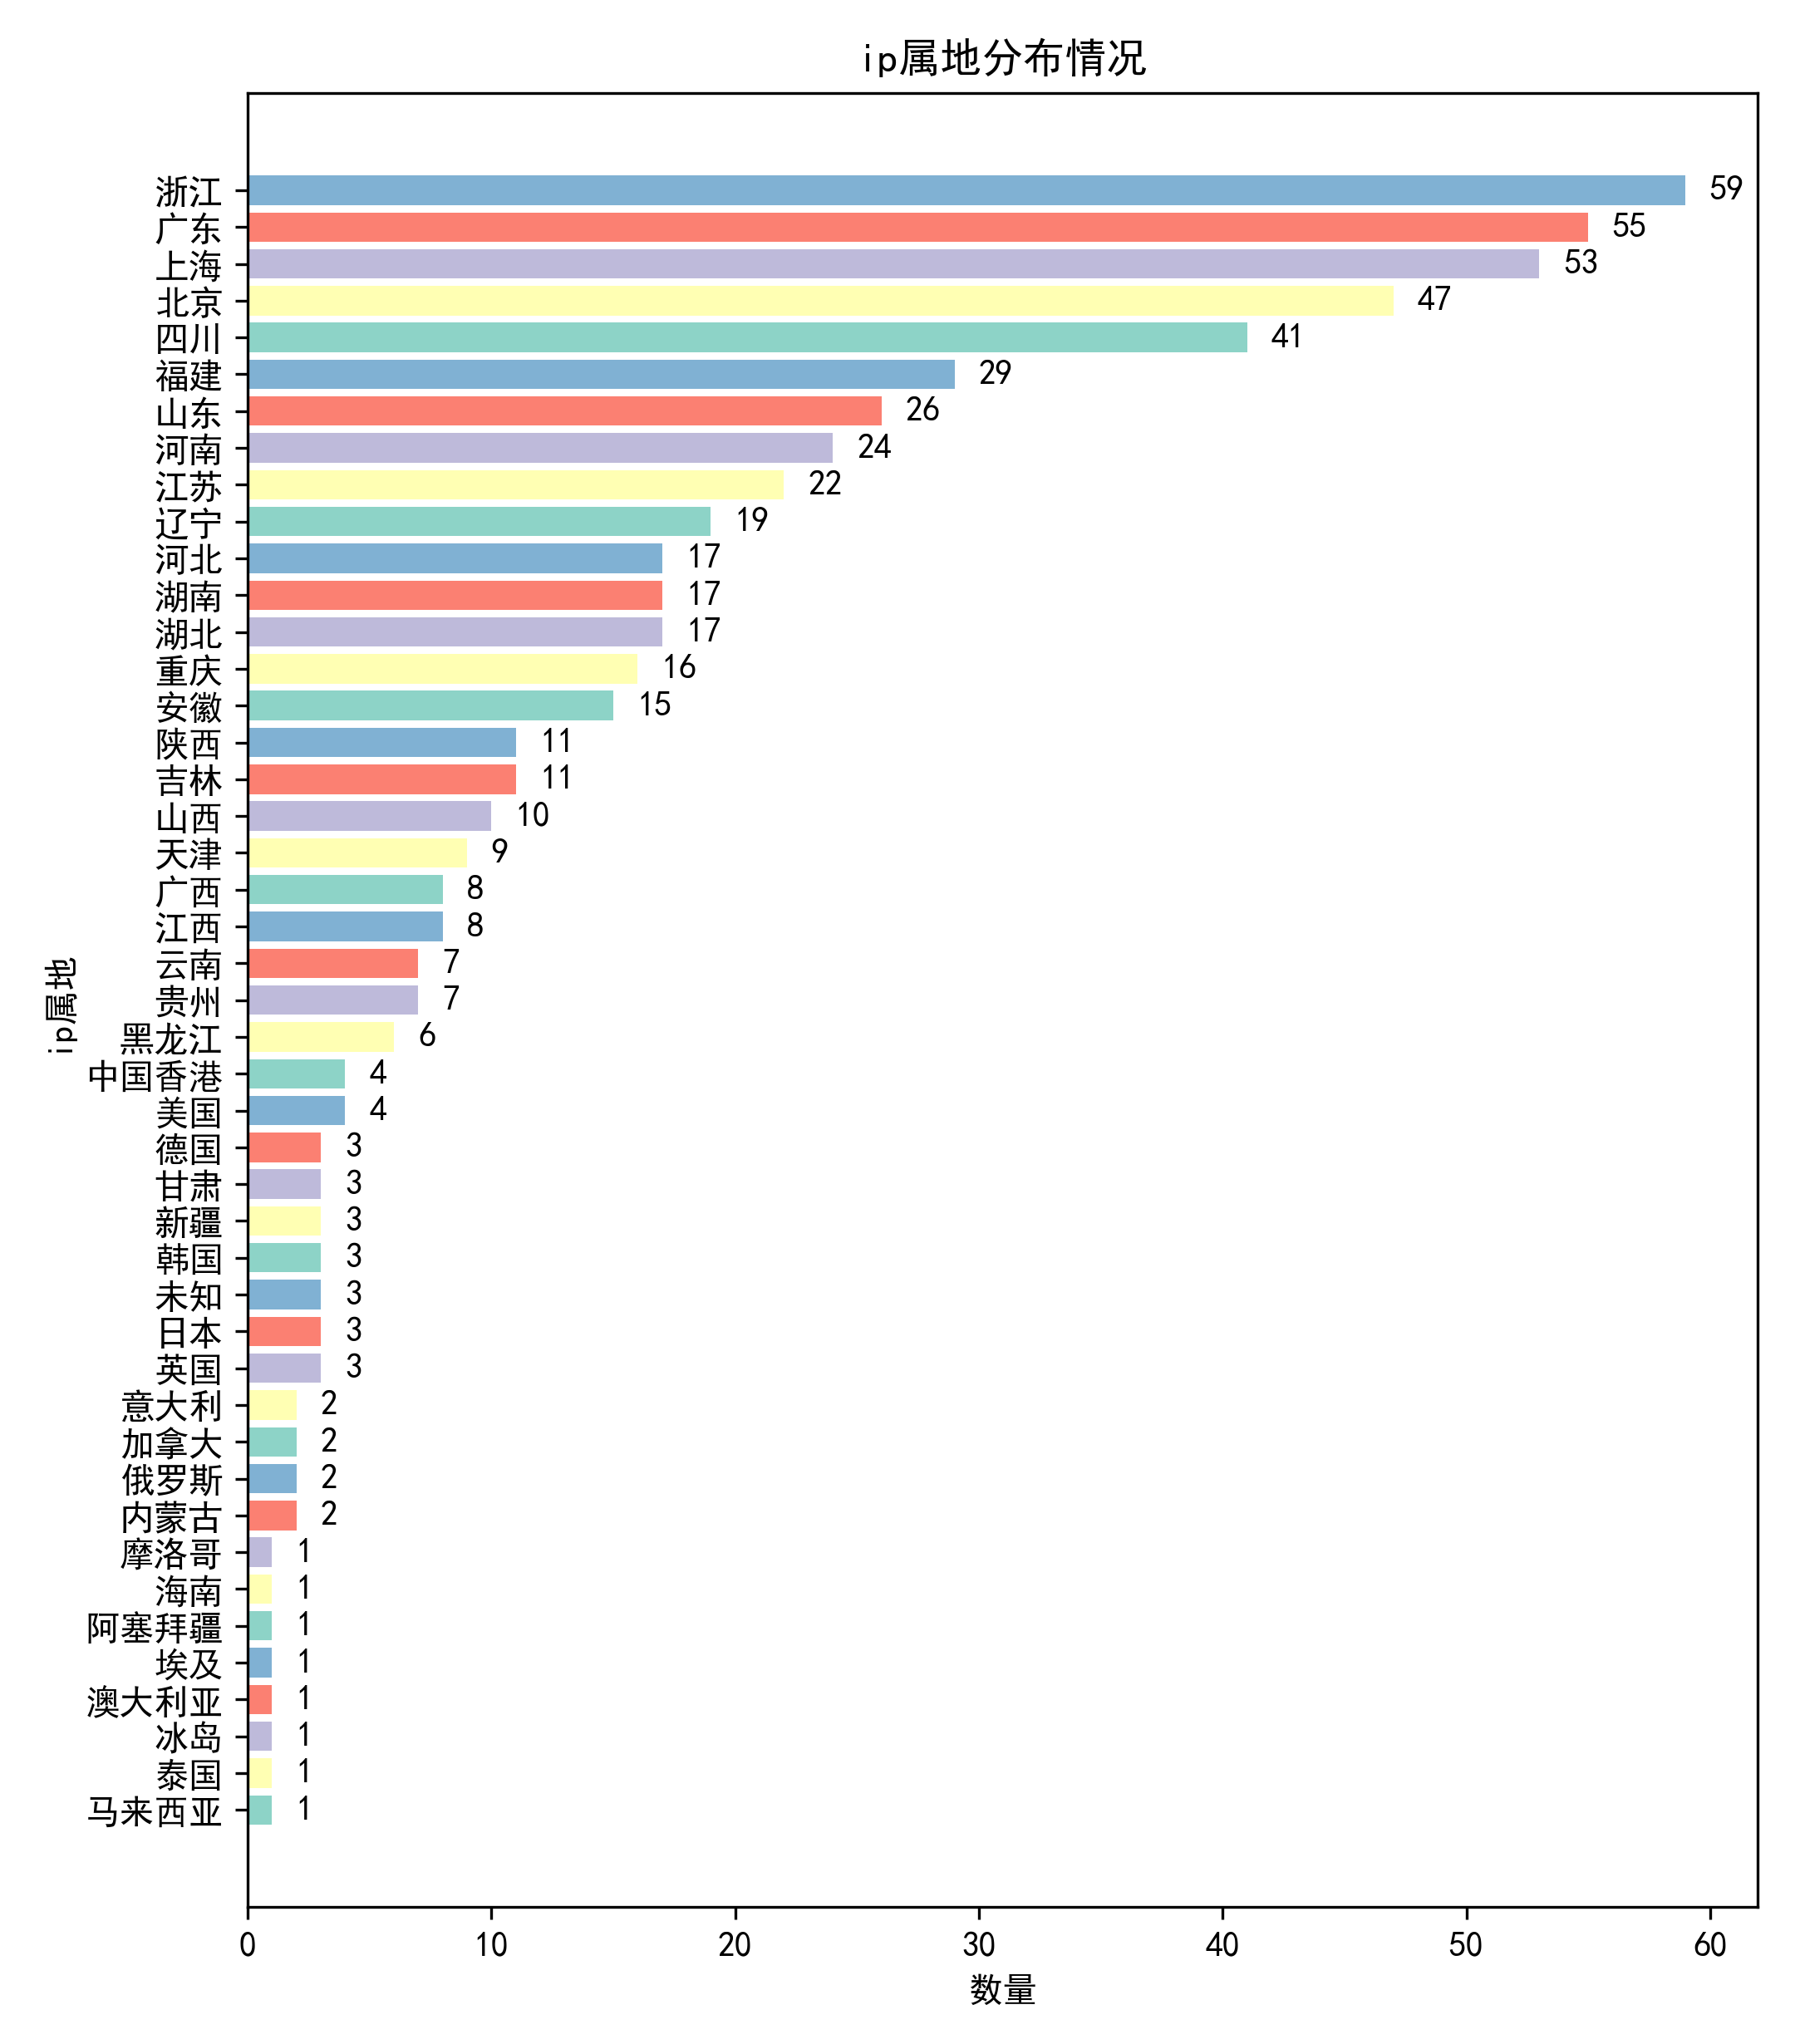 ip属地分布情况
浙江 59
广东 55
上海 53
北京 47
四川 41
福建 29
山东 26
河南 24
江苏 22
辽宁 19
河北 17
湖南 17
湖北 17
重庆 16
安徽 15
陕西 11
吉林 11
山西 10
天津 9
广西 8
江西 8
云南 7
贵州 7
黑龙江 6
中国香港 4
美国 4
德国 3
甘肃 3
新疆 3
韩国 3
未知 3
日本 3
英国 3
意大利 2
加拿大 2
俄罗斯 2
内蒙古 2
摩洛哥 1
海南 1
阿塞拜疆 1
埃及 1
澳大利亚 1
冰岛 1
泰国 1
马来西亚 1
ip属地
0 10 20 30 40 50 60
数量